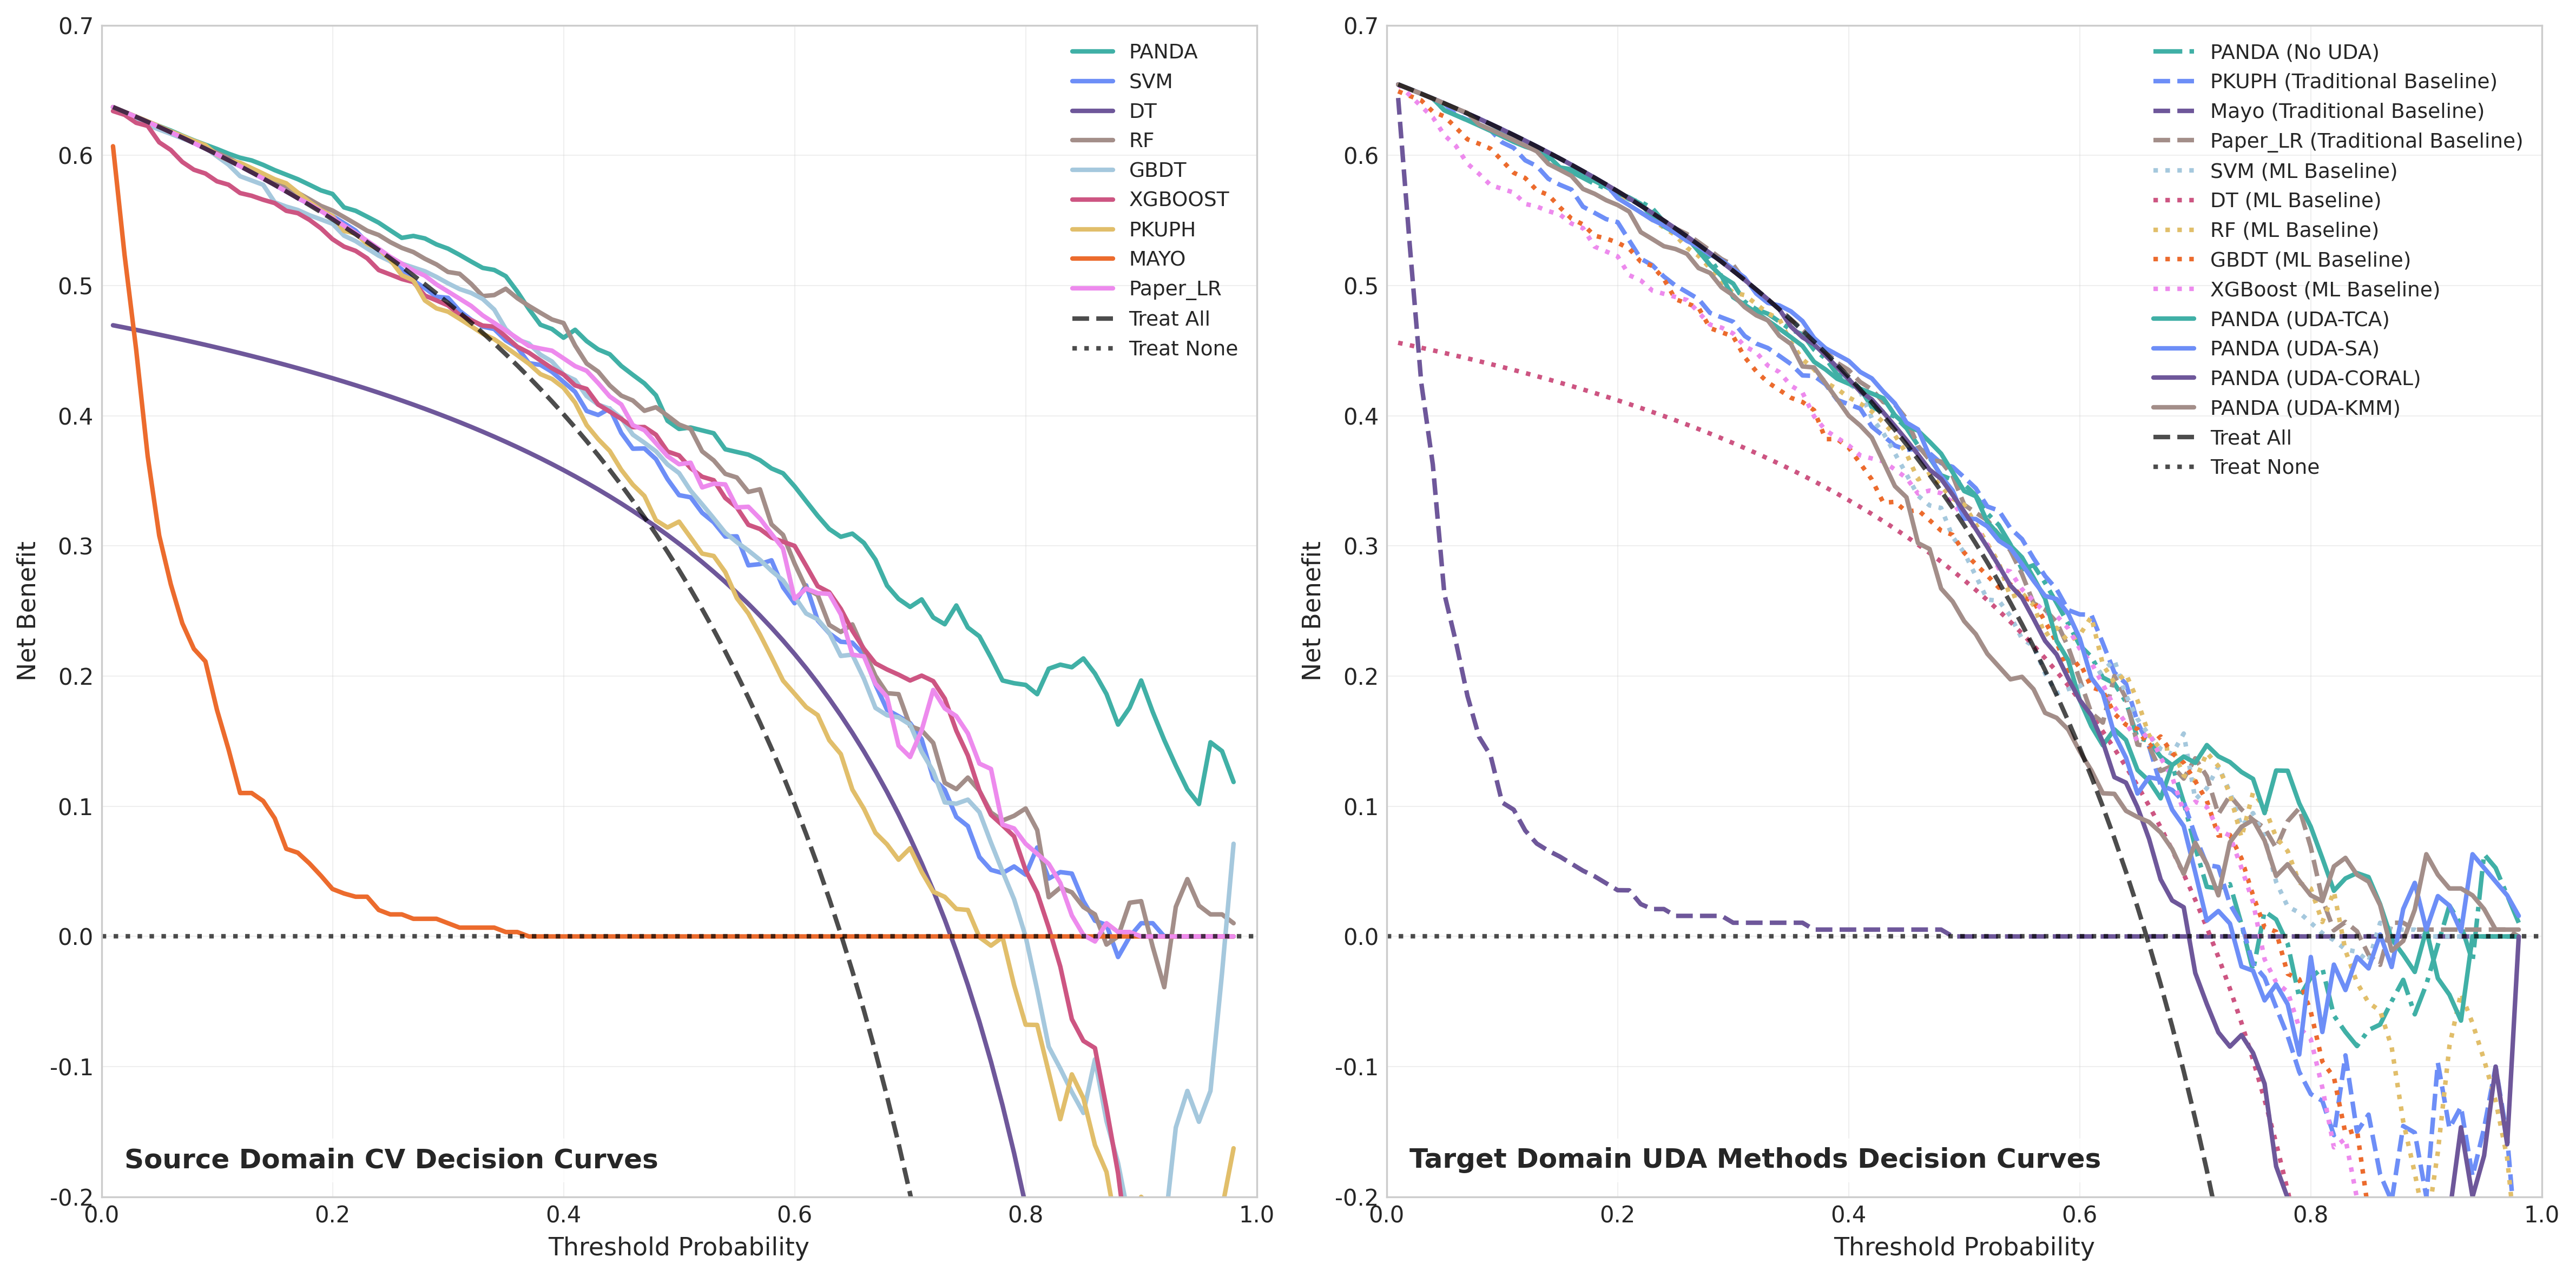 0.7
0.6
0.5
0.4
0.3
0.2
0.1
0.0
-0.1
-0.2
Net Benefit
0.0
0.2
0.4
0.6
0.8
1.0
Threshold Probability
PANDA
SVM
DT
RF
GBDT
XGBOOST
PKUPH
MAYO
Paper_LR
Treat All
Treat None
Source Domain CV Decision Curves
0.7
0.6
0.5
0.4
0.3
0.2
0.1
0.0
-0.1
-0.2
Net Benefit
0.0
0.2
0.4
0.6
0.8
1.0
Threshold Probability
PANDA (No UDA)
PKUPH (Traditional Baseline)
Mayo (Traditional Baseline)
Paper_LR (Traditional Baseline)
SVM (ML Baseline)
DT (ML Baseline)
RF (ML Baseline)
GBDT (ML Baseline)
XGBoost (ML Baseline)
PANDA (UDA-TCA)
PANDA (UDA-SA)
PANDA (UDA-CORAL)
PANDA (UDA-KMM)
Treat All
Treat None
Target Domain UDA Methods Decision Curves